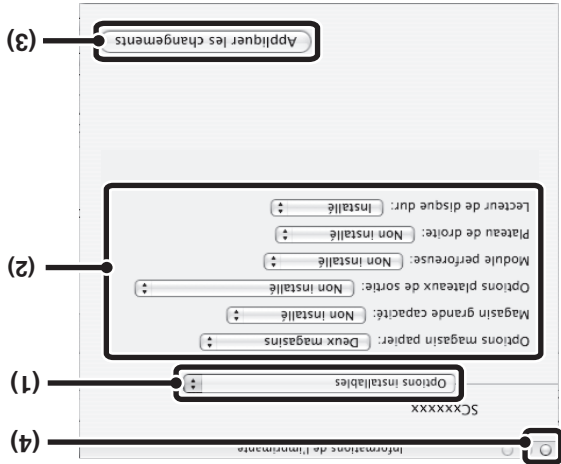 Informations de l'imprimante
(4)
SCxxxxxx
Options installables
(1)
Options magasin papier: Deux magasins
Magasin grande capacité: Non installé
Options plateaux de sortie: Non installé
Module perforeuse: Non installé
Plateau de droite: Non installé
Lecteur de disque dur: Installé
(2)
Appliquer les changements
(3)